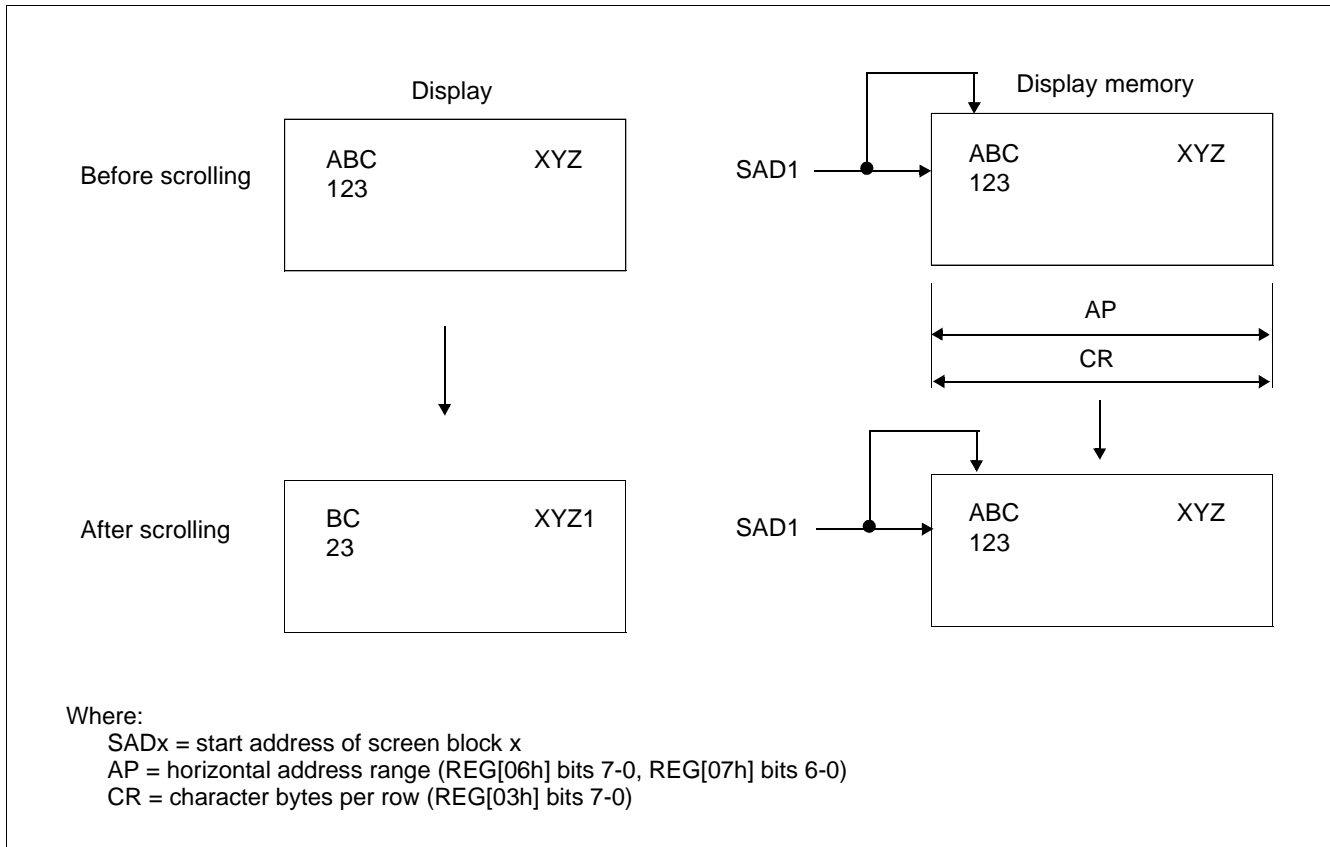 Display
Display memory
Before scrolling
ABC XYZ
123
SAD1
ABC XYZ
123
AP
CR
After scrolling
BC XYZ1
23
SAD1
ABC XYZ
123
Where:
SADx = start address of screen block x
AP = horizontal address range (REG[06h] bits 7-0, REG[07h] bits 6-0)
CR = character bytes per row (REG[03h] bits 7-0)